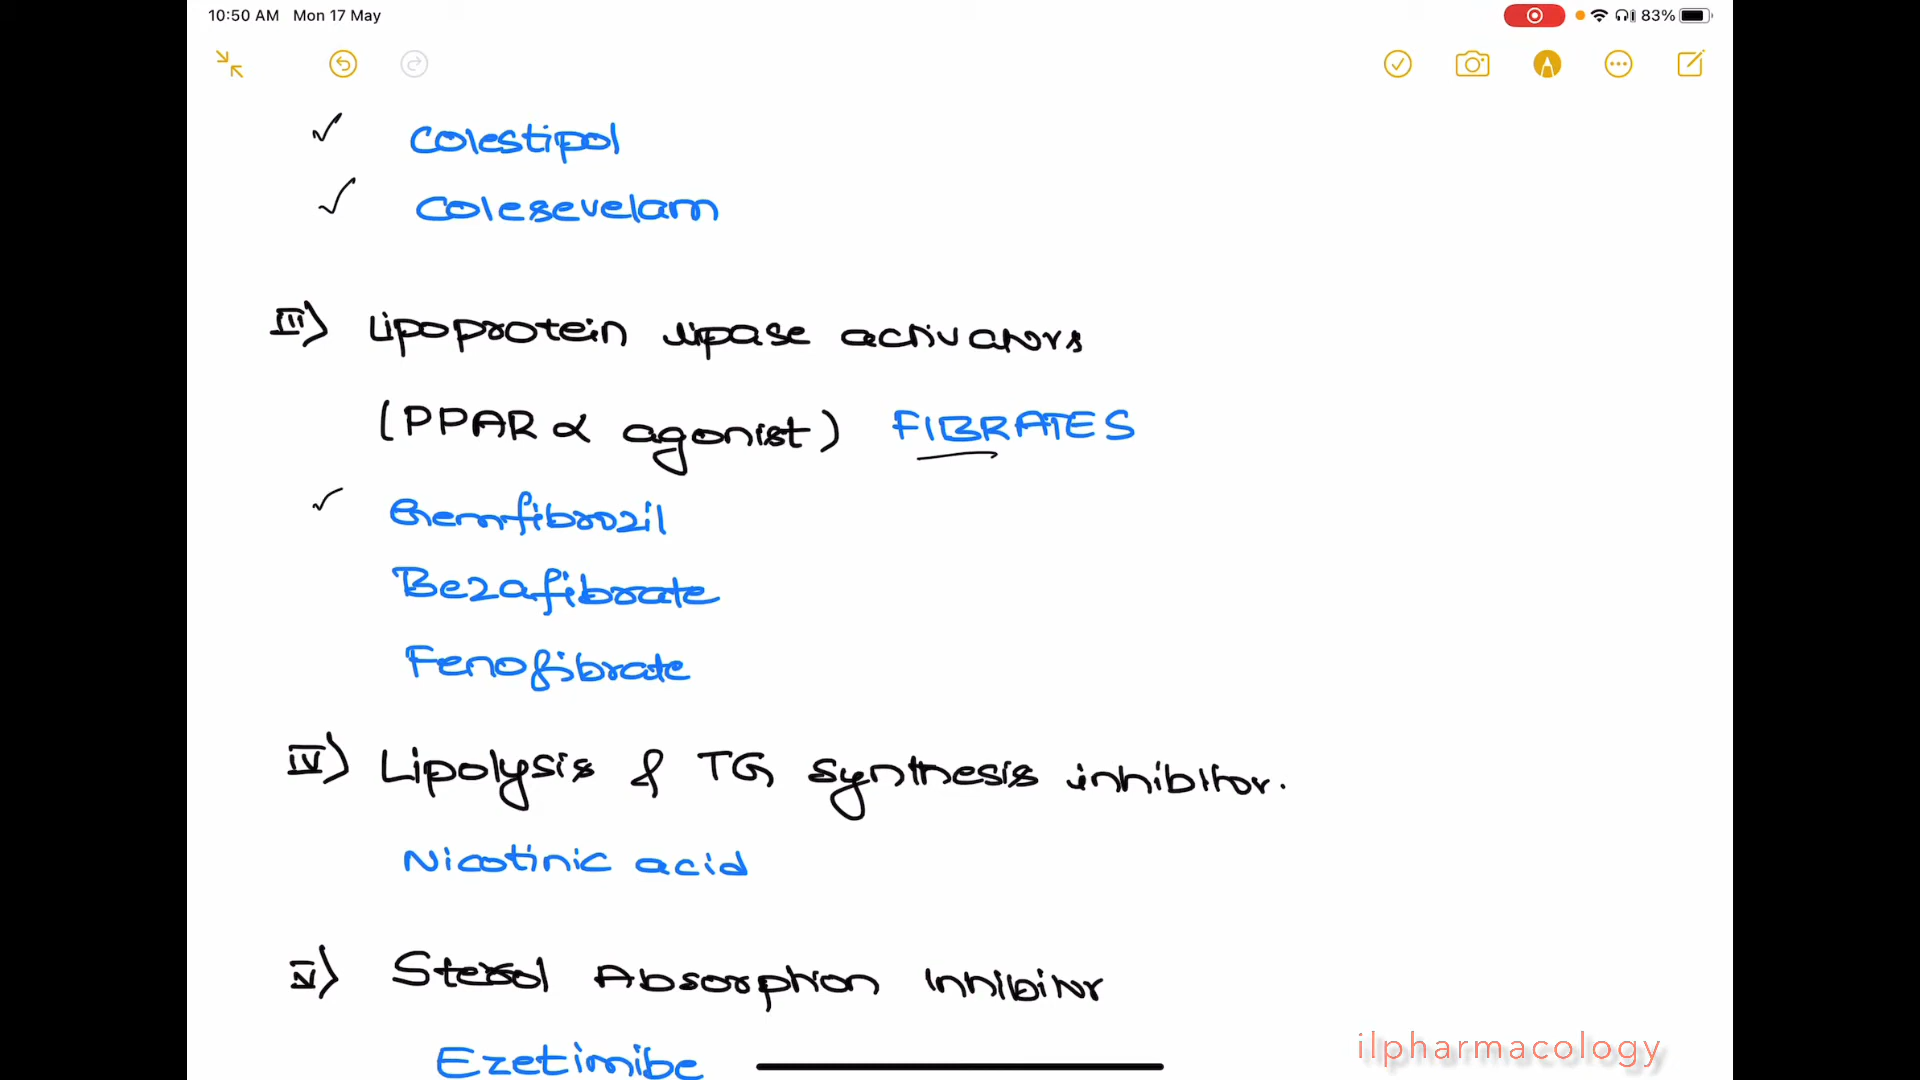 10:50 AM Mon 17 May
83%
✓ Colestipol
✓ Colesevelam
III) Lipoprotein lipase activators
(PPAR α agonist) FIBRATES
✓ Gemfibrozil
Bezafibrate
Fenofibrate
IV) Lipolysis & TG synthesis inhibitor.
Nicotinic acid
V) Sterol Absorption Inhibitor
Ezetimibe
ilpharmacology